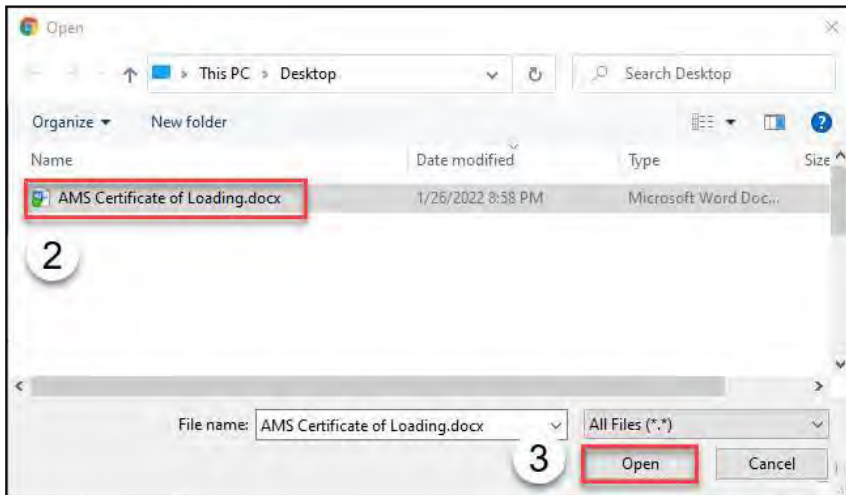 Open
This PC > Desktop
Search Desktop
Organize
New folder
?
Name
Date modified
Type
Size
AMS Certificate of Loading.docx
1/26/2022 8:58 PM
Microsoft Word Doc...
2
File name:
AMS Certificate of Loading.docx
All Files (*.*)
3
Open
Cancel